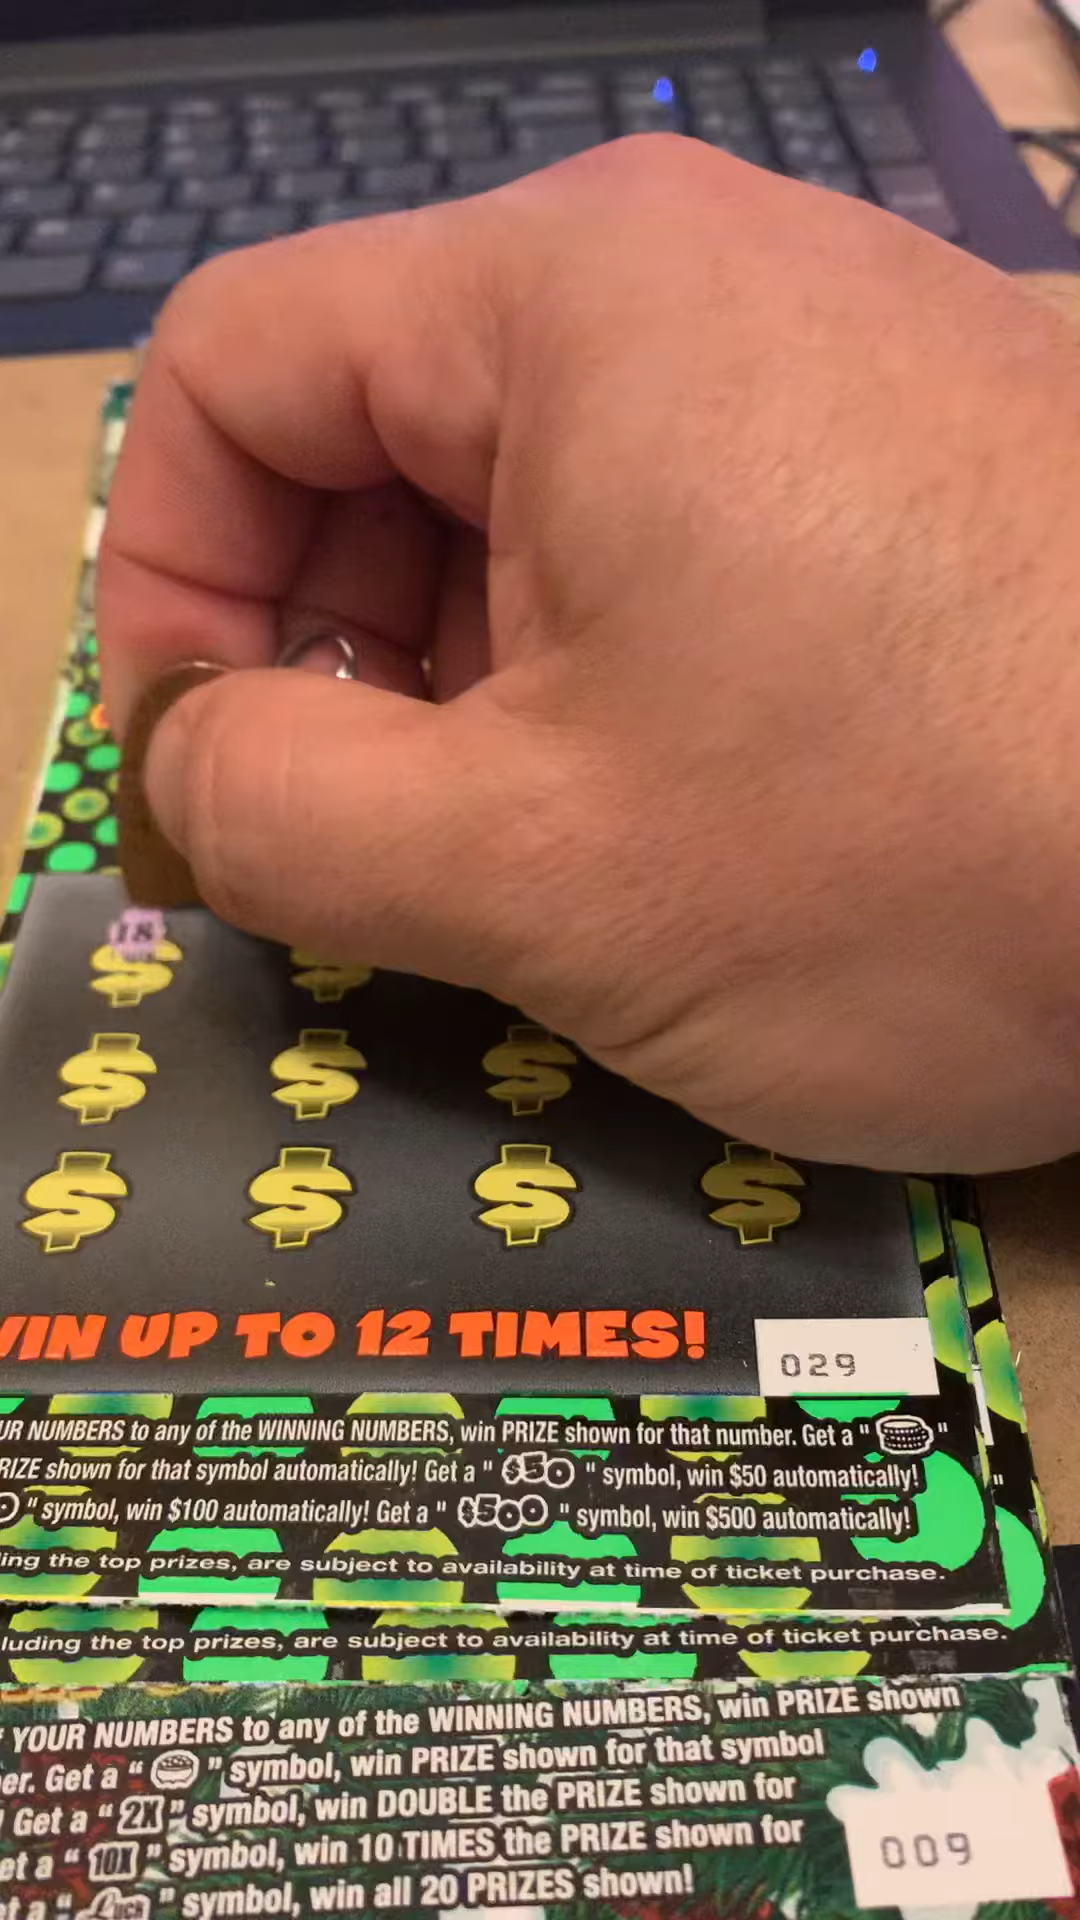 18
WIN UP TO 12 TIMES!
029
UR NUMBERS to any of the WINNING NUMBERS, win PRIZE shown for that number. Get a " "
RIZE shown for that symbol automatically! Get a " $50 " symbol, win $50 automatically!
" symbol, win $100 automatically! Get a " $500 " symbol, win $500 automatically!
ing the top prizes, are subject to availability at time of ticket purchase.
"
luding the top prizes, are subject to availability at time of ticket purchase.
YOUR NUMBERS to any of the WINNING NUMBERS, win PRIZE shown
er. Get a " " symbol, win PRIZE shown for that symbol
! Get a " 2X " symbol, win DOUBLE the PRIZE shown for
et a " 10X " symbol, win 10 TIMES the PRIZE shown for
et a " Luck " symbol, win all 20 PRIZES shown!
009